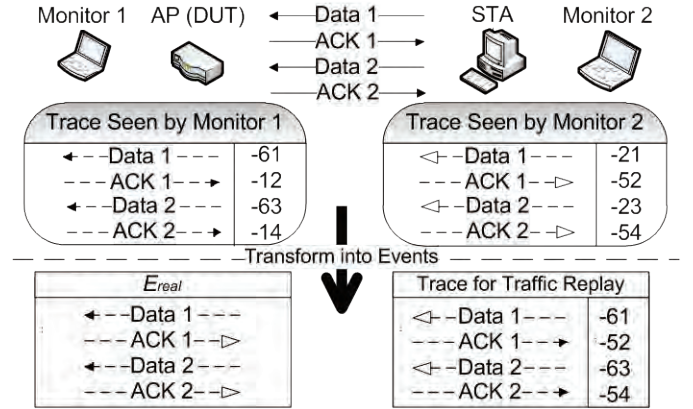 Monitor 1 AP (DUT) Data 1 STA Monitor 2
ACK 1
Data 2
ACK 2
Trace Seen by Monitor 1
Data 1 -61
ACK 1 -12
Data 2 -63
ACK 2 -14
Trace Seen by Monitor 2
Data 1 -21
ACK 1 -52
Data 2 -23
ACK 2 -54
Transform into Events
Ereal
Data 1
ACK 1
Data 2
ACK 2
Trace for Traffic Replay
Data 1 -61
ACK 1 -52
Data 2 -63
ACK 2 -54